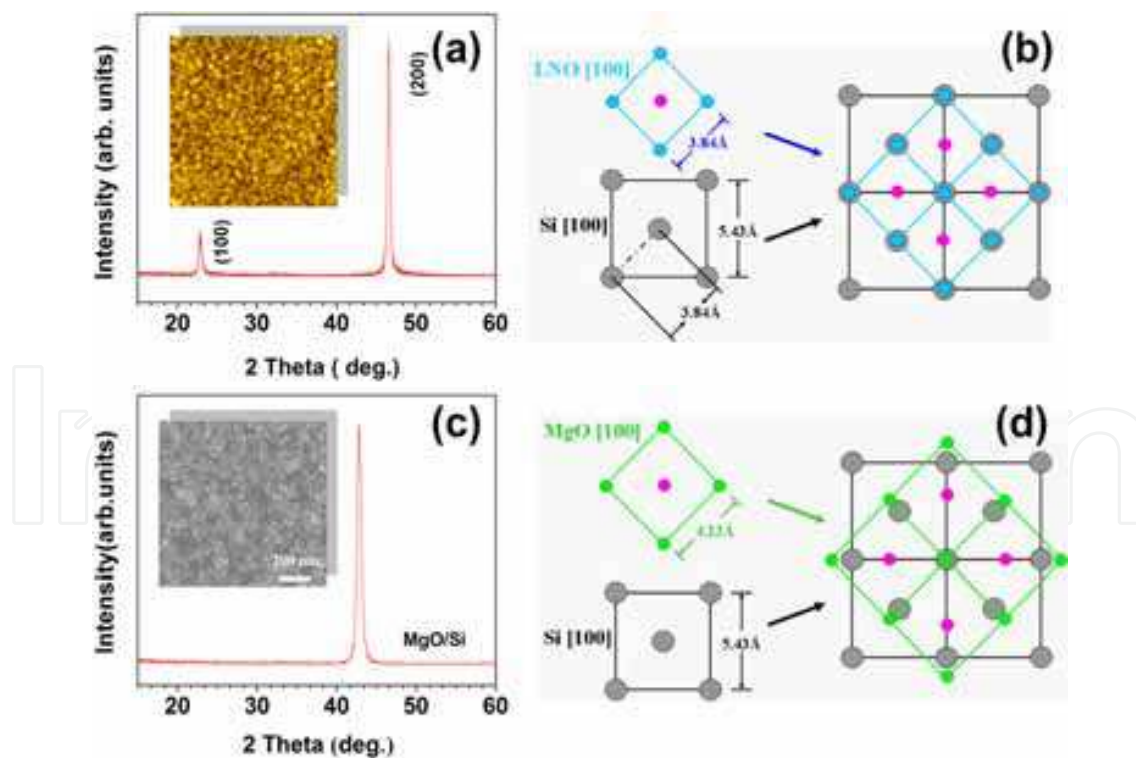 (a)
(200)
(100)
Intensity (arb. units)
20 30 40 50 60
2 Theta ( deg.)
(b)
LNO [100]
3.84Å
Si [100]
5.43Å
3.84Å
(c)
Intensity(arb.units)
MgO/Si
20 30 40 50 60
2 Theta (deg.)
(d)
MgO [100]
Si [100]
5.43Å